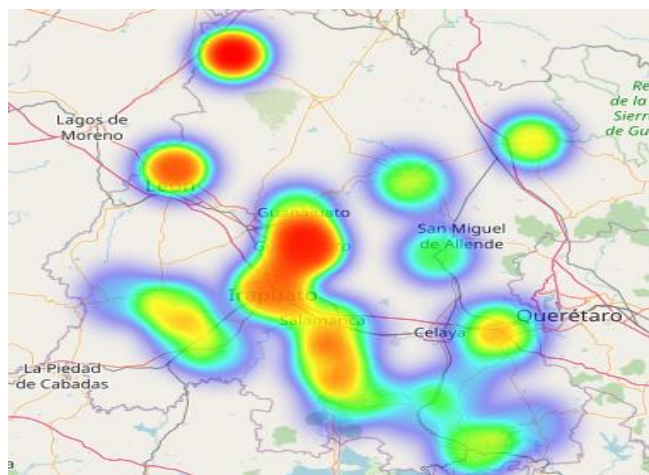 Re
de la
Sierr
de Gu
Lagos de
Moreno
León
Guanajuato
San Miguel
de Allende
Irapuato
Salamanca
Querétaro
Celaya
La Piedad
de Cabadas